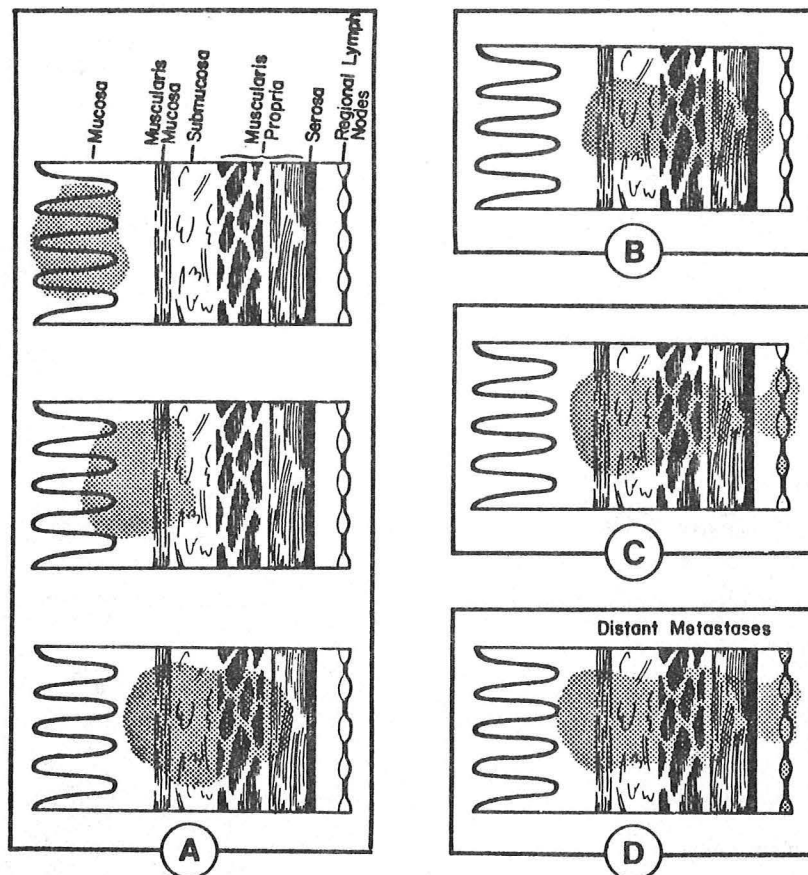 Mucosa
Muscularis
Mucosa
Submucosa
Muscularis
Propria
Serosa
Regional Lymph
Nodes
A
B
C
Distant Metastases
D